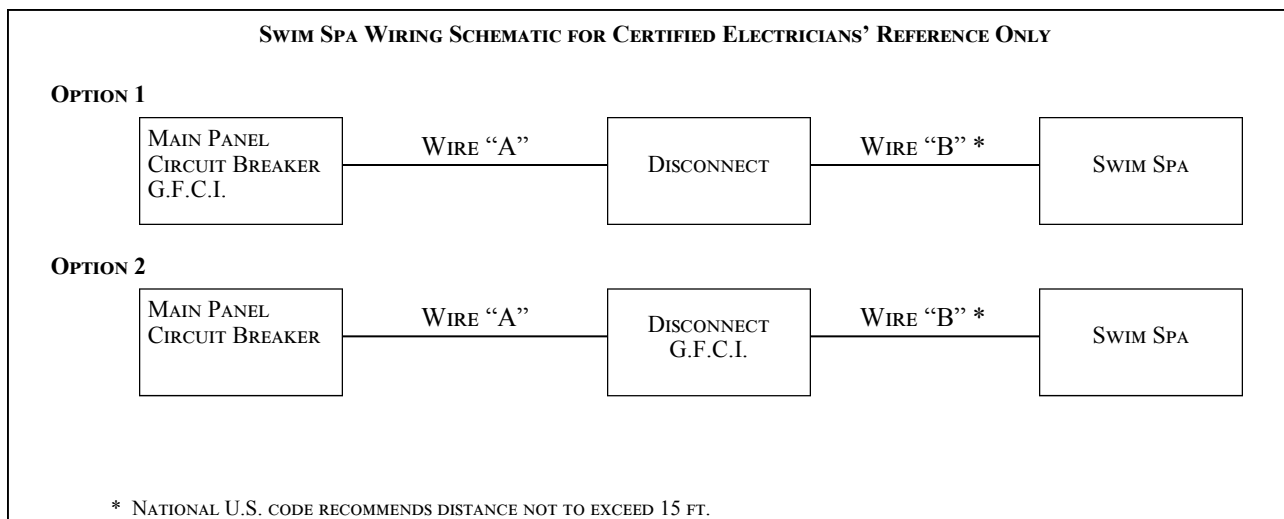 Swim Spa Wiring Schematic for Certified Electricians’ Reference Only
Option 1
Main Panel
Circuit Breaker
G.F.C.I.
Wire “A”
Disconnect
Wire “B” *
Swim Spa
Option 2
Main Panel
Circuit Breaker
Wire “A”
Disconnect
G.F.C.I.
Wire “B” *
Swim Spa
* National U.S. code recommends distance not to exceed 15 ft.